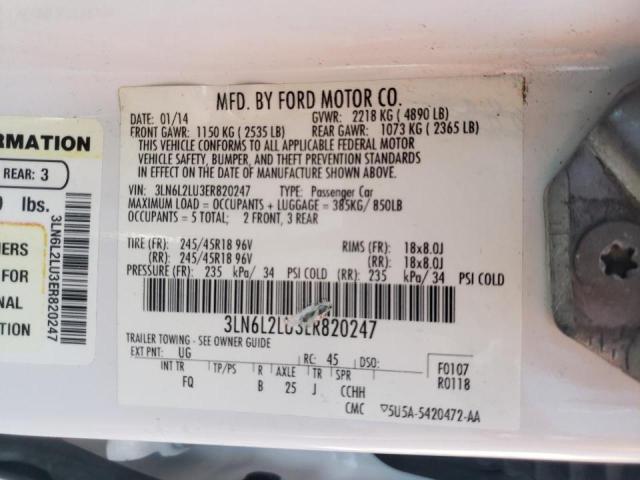 MFD. BY FORD MOTOR CO.
DATE: 01/14 GVWR: 2218 KG ( 4890 LB)
FRONT GAWR: 1150 KG ( 2535 LB) REAR GAWR: 1073 KG ( 2365 LB)
THIS VEHICLE CONFORMS TO ALL APPLICABLE FEDERAL MOTOR
VEHICLE SAFETY, BUMPER, AND THEFT PREVENTION STANDARDS
IN EFFECT ON THE DATE OF MANUFACTURE SHOWN ABOVE.
VIN: 3LN6L2LU3ER820247 TYPE: Passenger Car
MAXIMUM LOAD = OCCUPANTS + LUGGAGE = 385KG/ 850LB
OCCUPANTS = 5 TOTAL; 2 FRONT, 3 REAR
TIRE (FR): 245/45R18 96V RIMS (FR): 18x8.0J
(RR): 245/45R18 96V (RR): 18x8.0J
PRESSURE (FR): 235 kPa/ 34 PSI COLD (RR): 235 kPa/ 34 PSI COLD
3LN6L2LU3ER820247
TRAILER TOWING - SEE OWNER GUIDE
EXT PNT: UG RC: 45 DSO: F0107
INT TR TP/PS R AXLE TR SPR R0118
FQ B 25 J CCHH
CMC ▽5U5A-5420472-AA
FORMATION
REAR: 3
lbs.
3LN6L2LU3ER820247
FOR